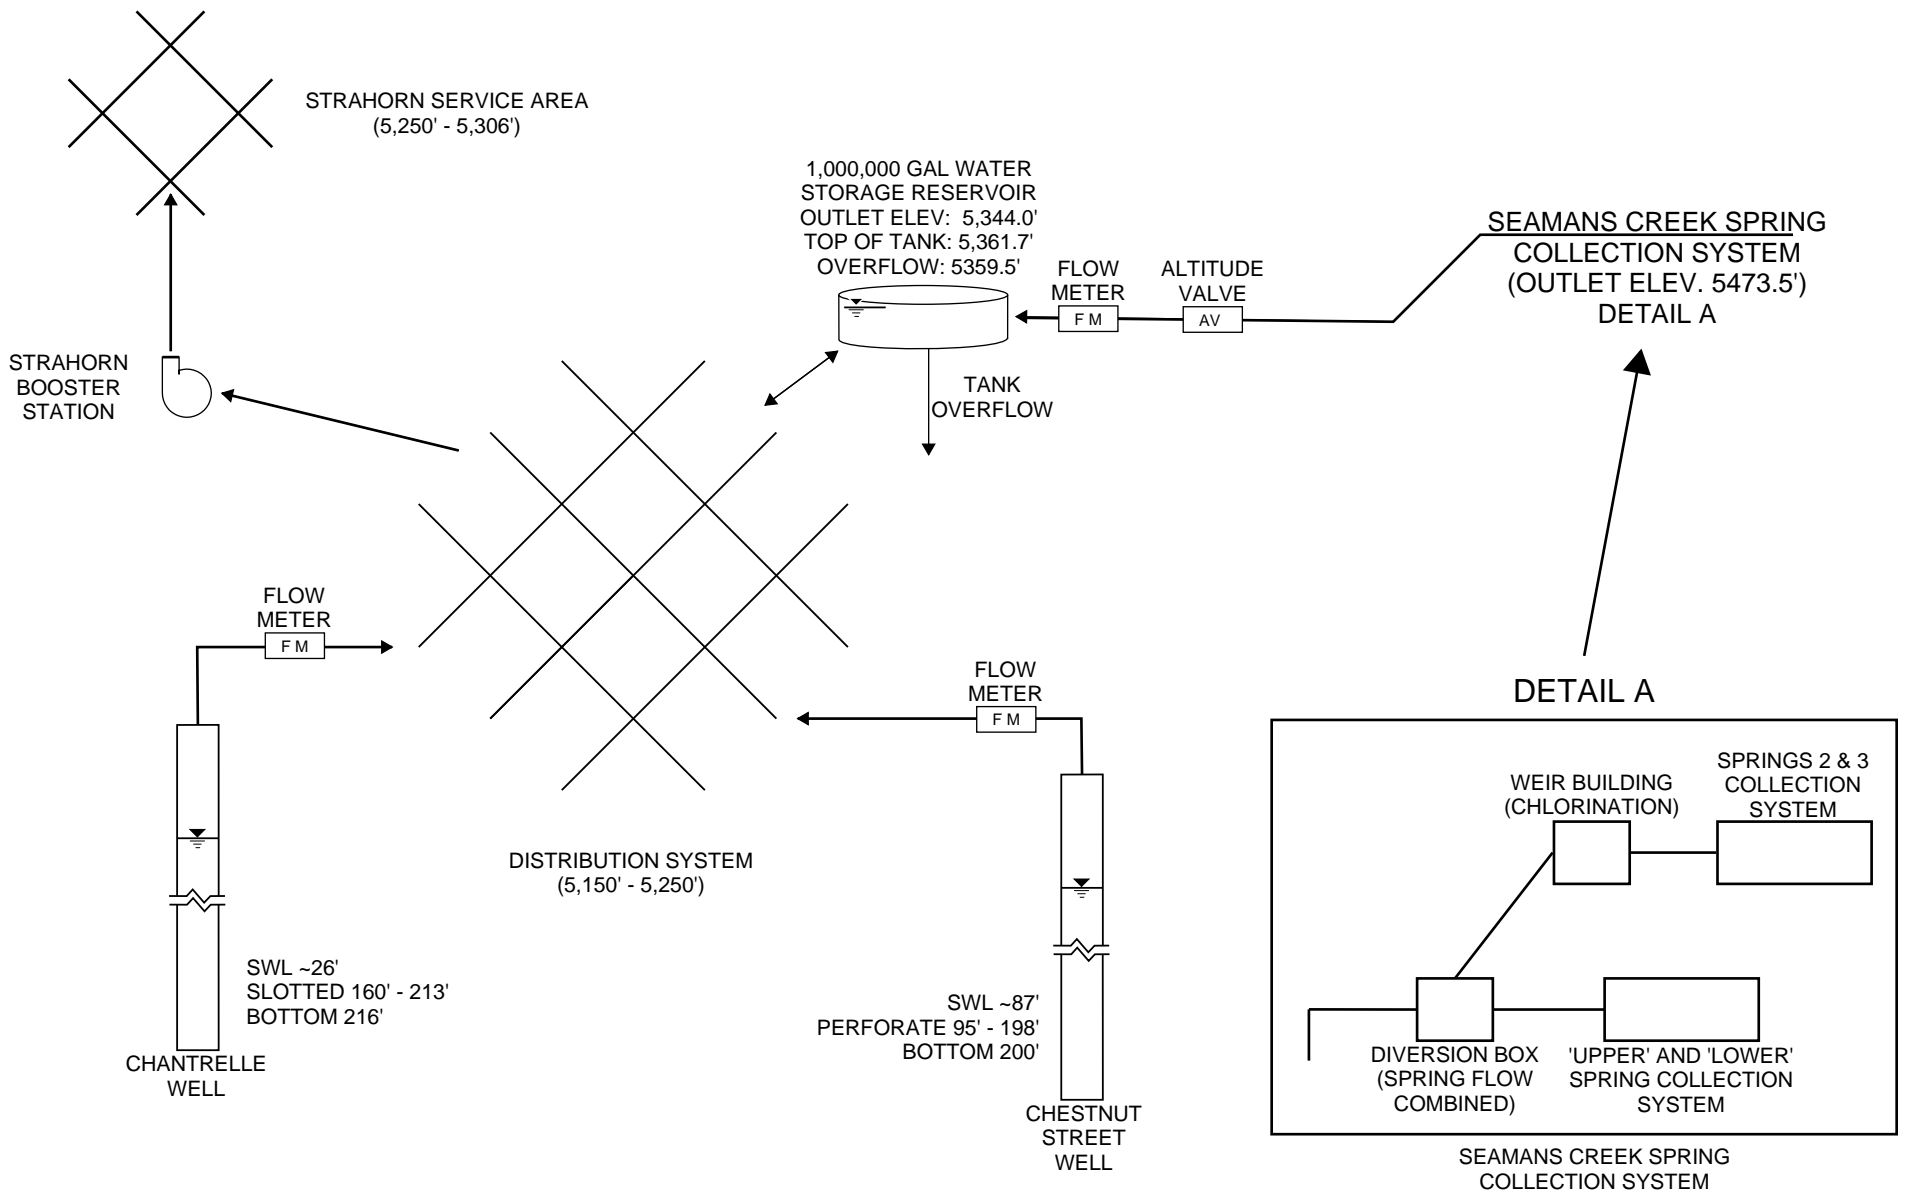 STRAHORN SERVICE AREA
(5,250' - 5,306')
1,000,000 GAL WATER
STORAGE RESERVOIR
OUTLET ELEV:  5,344.0'
TOP OF TANK: 5,361.7'
OVERFLOW: 5359.5'
FLOW
METER
F M
ALTITUDE
VALVE
AV
SEAMANS CREEK SPRING
COLLECTION SYSTEM
(OUTLET ELEV. 5473.5')
DETAIL A
STRAHORN
BOOSTER
STATION
TANK
OVERFLOW
FLOW
METER
F M
FLOW
METER
F M
DISTRIBUTION SYSTEM
(5,150' - 5,250')
SWL ~26'
SLOTTED 160' - 213'
BOTTOM 216'
CHANTRELLE
WELL
SWL ~87'
PERFORATE 95' - 198'
BOTTOM 200'
CHESTNUT
STREET
WELL
DETAIL A
SPRINGS 2 & 3
COLLECTION
SYSTEM
WEIR BUILDING
(CHLORINATION)
DIVERSION BOX
(SPRING FLOW
COMBINED)
'UPPER' AND 'LOWER'
SPRING COLLECTION
SYSTEM
SEAMANS CREEK SPRING
COLLECTION SYSTEM